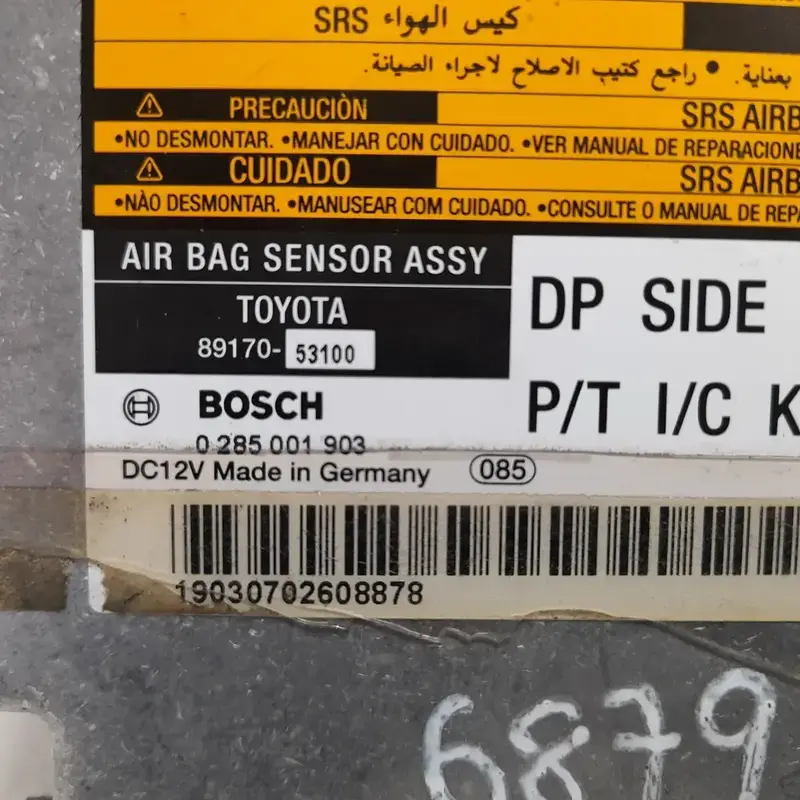 كيس الهواء SRS
بعناية. • راجع كتيب الاصلاح لاجراء الصيانة.
PRECAUCIÒN SRS AIRB
•NO DESMONTAR. •MANEJAR CON CUIDADO. •VER MANUAL DE REPARACIONE
CUIDADO SRS AIRB
•NÀO DESMONTAR. •MANUSEAR COM CUIDADO. •CONSULTE O MANUAL DE REPA
AIR BAG SENSOR ASSY
TOYOTA
89170- 53100
DP SIDE
P/T I/C K
BOSCH
0 285 001 903
DC12V Made in Germany 085
19030702608878
6879